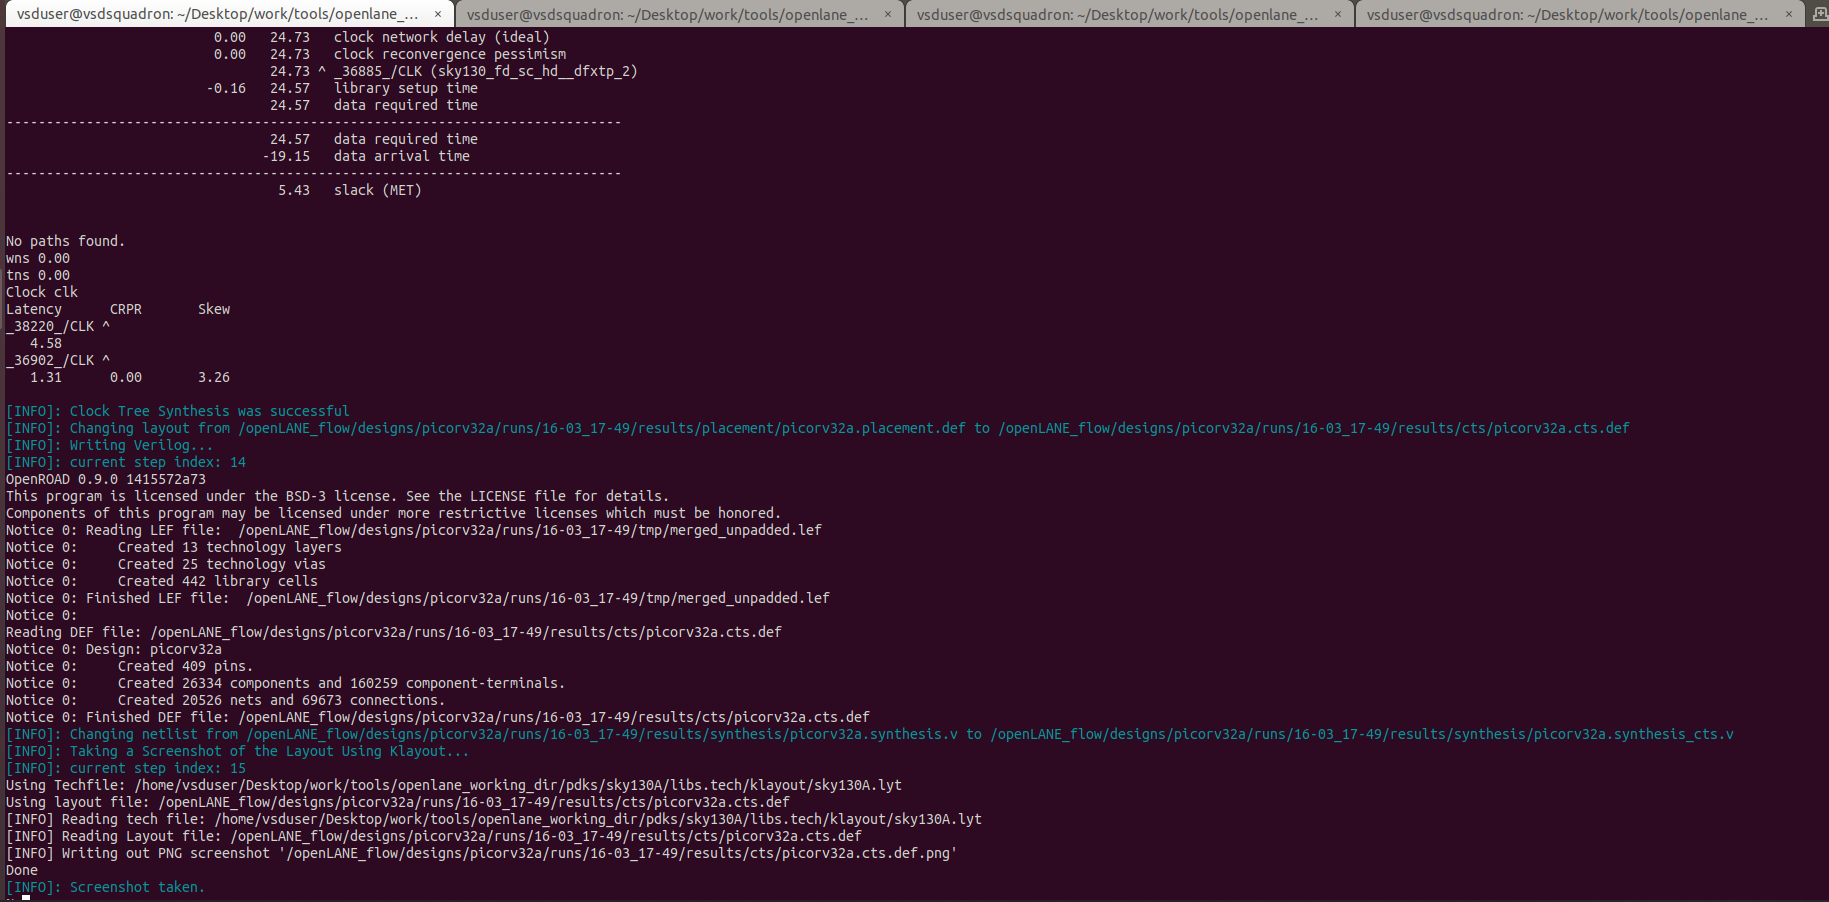 vsduser@vsdsquadron: ~/Desktop/work/tools/openlane_... × vsduser@vsdsquadron: ~/Desktop/work/tools/openlane_... × vsduser@vsdsquadron: ~/Desktop/work/tools/openlane_... × vsduser@vsdsquadron: ~/Desktop/work/tools/openlane_... ×
0.00 24.73 clock network delay (ideal)
0.00 24.73 clock reconvergence pessimism
24.73 ^ _36885_/CLK (sky130_fd_sc_hd__dfxtp_2)
-0.16 24.57 library setup time
24.57 data required time
-----------------------------------------------------------------------------
24.57 data required time
-19.15 data arrival time
-----------------------------------------------------------------------------
5.43 slack (MET)
No paths found.
wns 0.00
tns 0.00
Clock clk
Latency CRPR Skew
_38220_/CLK ^
4.58
_36902_/CLK ^
1.31 0.00 3.26
[INFO]: Clock Tree Synthesis was successful
[INFO]: Changing layout from /openLANE_flow/designs/picorv32a/runs/16-03_17-49/results/placement/picorv32a.placement.def to /openLANE_flow/designs/picorv32a/runs/16-03_17-49/results/cts/picorv32a.cts.def
[INFO]: Writing Verilog...
[INFO]: current step index: 14
OpenROAD 0.9.0 1415572a73
This program is licensed under the BSD-3 license. See the LICENSE file for details.
Components of this program may be licensed under more restrictive licenses which must be honored.
Notice 0: Reading LEF file:  /openLANE_flow/designs/picorv32a/runs/16-03_17-49/tmp/merged_unpadded.lef
Notice 0:     Created 13 technology layers
Notice 0:     Created 25 technology vias
Notice 0:     Created 442 library cells
Notice 0: Finished LEF file:  /openLANE_flow/designs/picorv32a/runs/16-03_17-49/tmp/merged_unpadded.lef
Notice 0:
Reading DEF file: /openLANE_flow/designs/picorv32a/runs/16-03_17-49/results/cts/picorv32a.cts.def
Notice 0: Design: picorv32a
Notice 0:     Created 409 pins.
Notice 0:     Created 26334 components and 160259 component-terminals.
Notice 0:     Created 20526 nets and 69673 connections.
Notice 0: Finished DEF file: /openLANE_flow/designs/picorv32a/runs/16-03_17-49/results/cts/picorv32a.cts.def
[INFO]: Changing netlist from /openLANE_flow/designs/picorv32a/runs/16-03_17-49/results/synthesis/picorv32a.synthesis.v to /openLANE_flow/designs/picorv32a/runs/16-03_17-49/results/synthesis/picorv32a.synthesis_cts.v
[INFO]: Taking a Screenshot of the Layout Using Klayout...
[INFO]: current step index: 15
Using Techfile: /home/vsduser/Desktop/work/tools/openlane_working_dir/pdks/sky130A/libs.tech/klayout/sky130A.lyt
Using layout file: /openLANE_flow/designs/picorv32a/runs/16-03_17-49/results/cts/picorv32a.cts.def
[INFO] Reading tech file: /home/vsduser/Desktop/work/tools/openlane_working_dir/pdks/sky130A/libs.tech/klayout/sky130A.lyt
[INFO] Reading Layout file: /openLANE_flow/designs/picorv32a/runs/16-03_17-49/results/cts/picorv32a.cts.def
[INFO] Writing out PNG screenshot '/openLANE_flow/designs/picorv32a/runs/16-03_17-49/results/cts/picorv32a.cts.def.png'
Done
[INFO]: Screenshot taken.